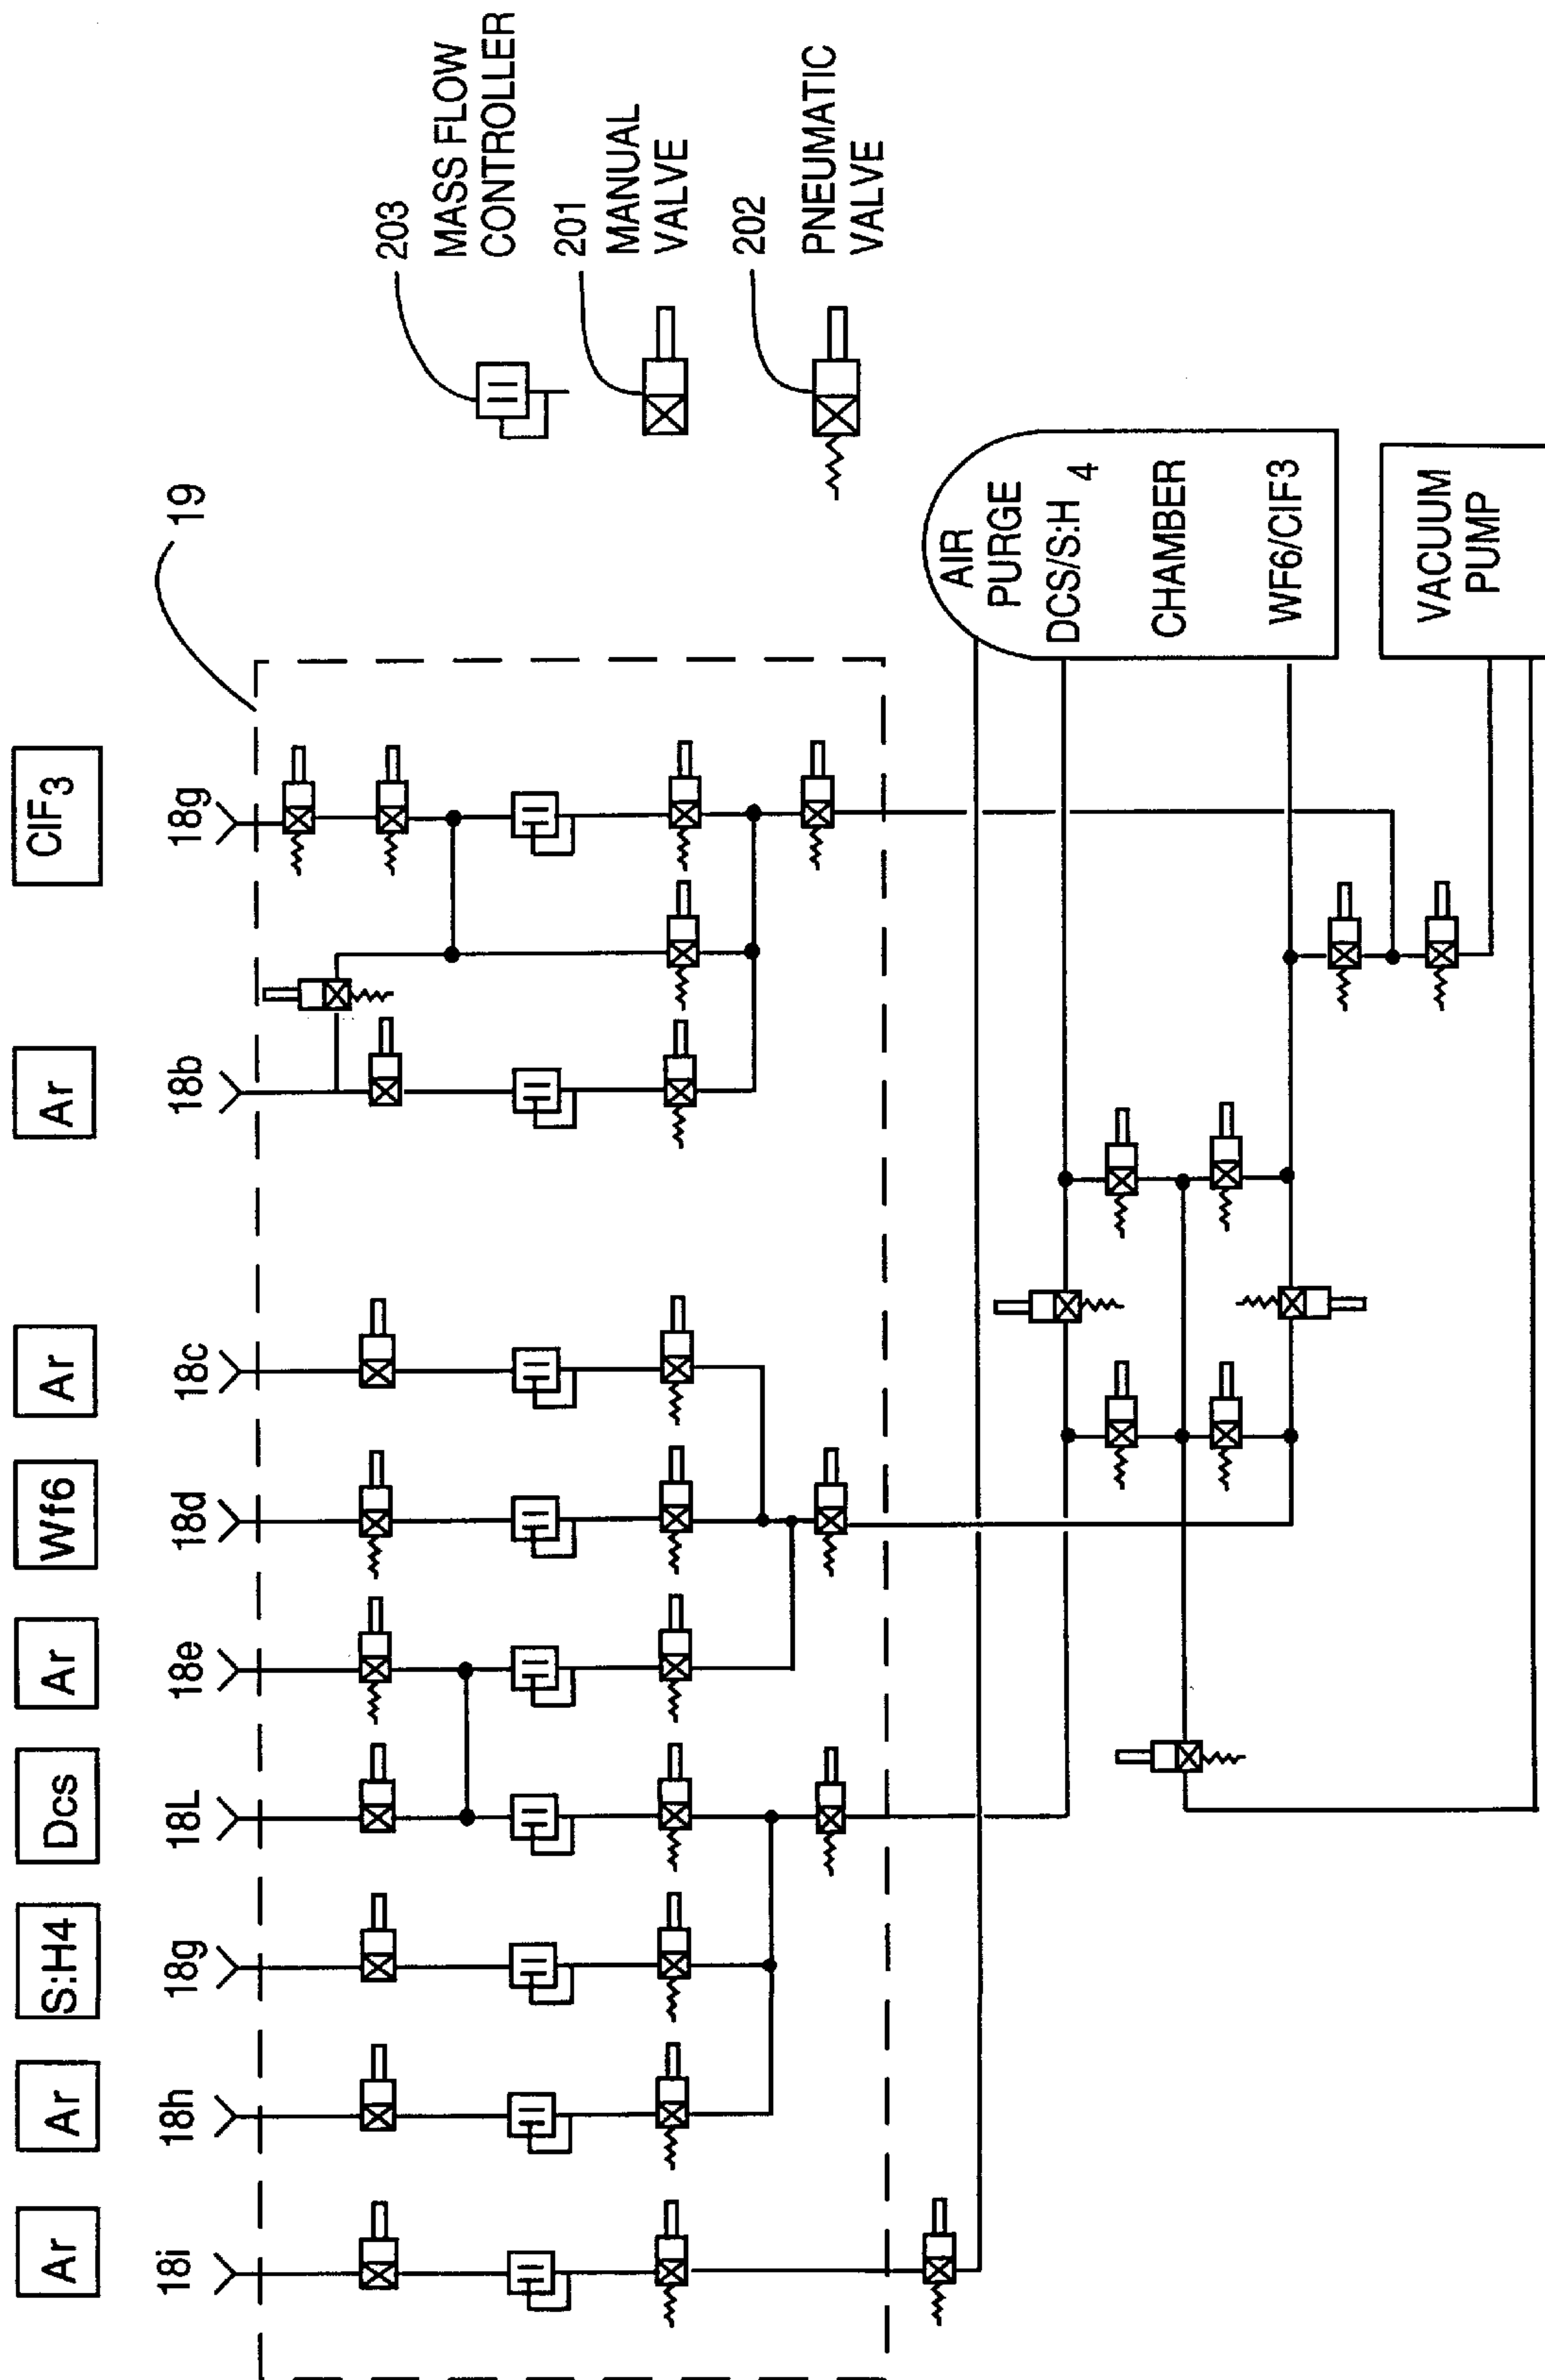 Ar
Ar
S:H4
Dcs
Ar
Wf6
Ar
Ar
ClF3
18i
18h
18g
18L
18e
18d
18c
18b
18g
19
203
MASS FLOW
CONTROLLER
201
MANUAL
VALVE
202
PNEUMATIC
VALVE
AIR
PURGE
DCS/S:H4
CHAMBER
WF6/ClF3
VACUUM
PUMP